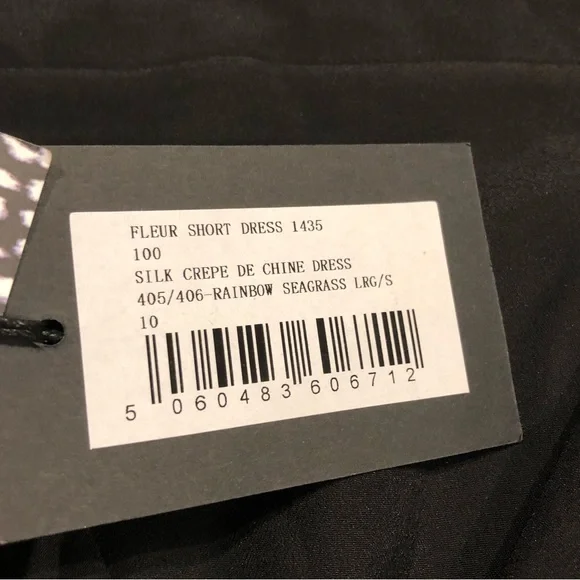 FLEUR SHORT DRESS 1435
100
SILK CREPE DE CHINE DRESS
405/406-RAINBOW SEAGRASS LRG/S
10
5 060483 606712